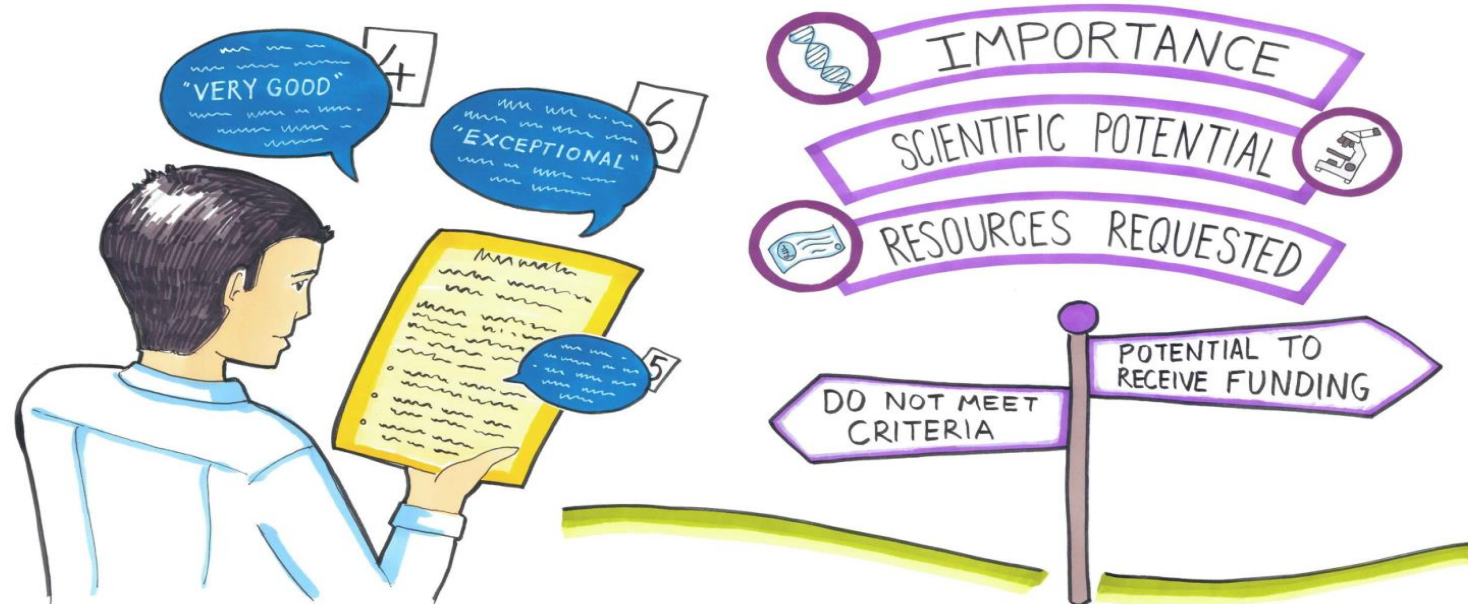 "VERY GOOD"
4
"EXCEPTIONAL"
6
5
IMPORTANCE
SCIENTIFIC POTENTIAL
RESOURCES REQUESTED
DO NOT MEET
CRITERIA
POTENTIAL TO
RECEIVE FUNDING